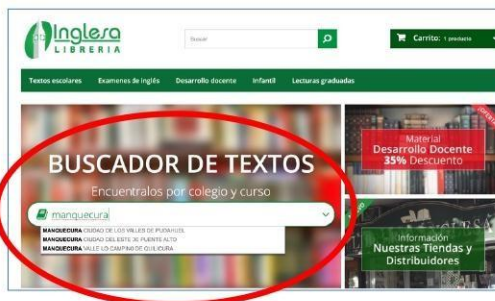 Inglesa
LIBRERIA
Buscar
Carrito: 1 producto
Textos escolares Examenes de inglés Desarrollo docente Infantil Lecturas graduadas
BUSCADOR DE TEXTOS
Encuentralos por colegio y curso
manquecura
MANQUECURA CIUDAD DE LOS VALLES DE PUDAHUEL
MANQUECURA CIUDAD DEL ESTE DE PUENTE ALTO
MANQUECURA VALLE LO CAMPINO DE QUILICURA
Material
Desarrollo Docente
35% Descuento
Información
Nuestras Tiendas y
Distribuidores